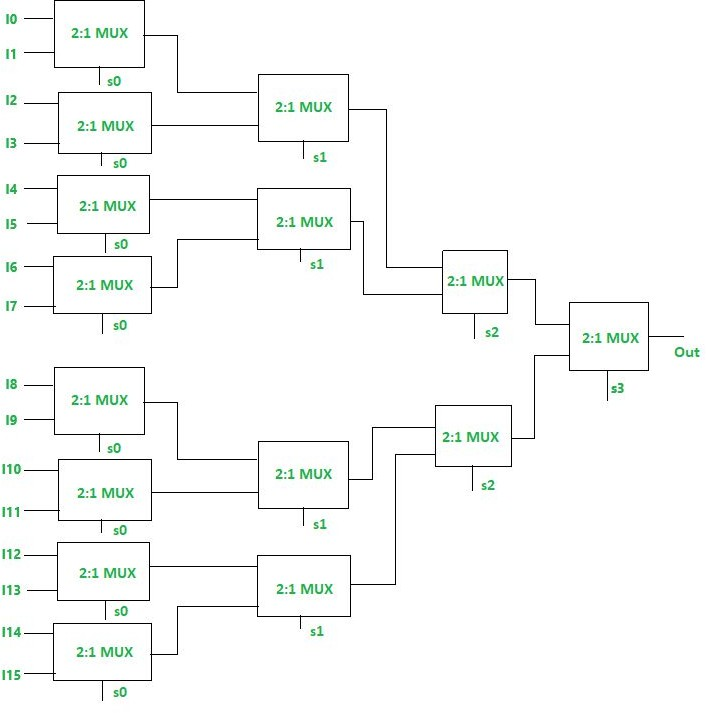 I0
2:1 MUX
I1
s0
I2
2:1 MUX
I3
s0
2:1 MUX
s1
I4
2:1 MUX
I5
s0
I6
2:1 MUX
I7
s0
2:1 MUX
s1
2:1 MUX
s2
I8
2:1 MUX
I9
s0
I10
2:1 MUX
I11
s0
2:1 MUX
s1
I12
2:1 MUX
I13
s0
I14
2:1 MUX
I15
s0
2:1 MUX
s1
2:1 MUX
s2
2:1 MUX
s3
Out